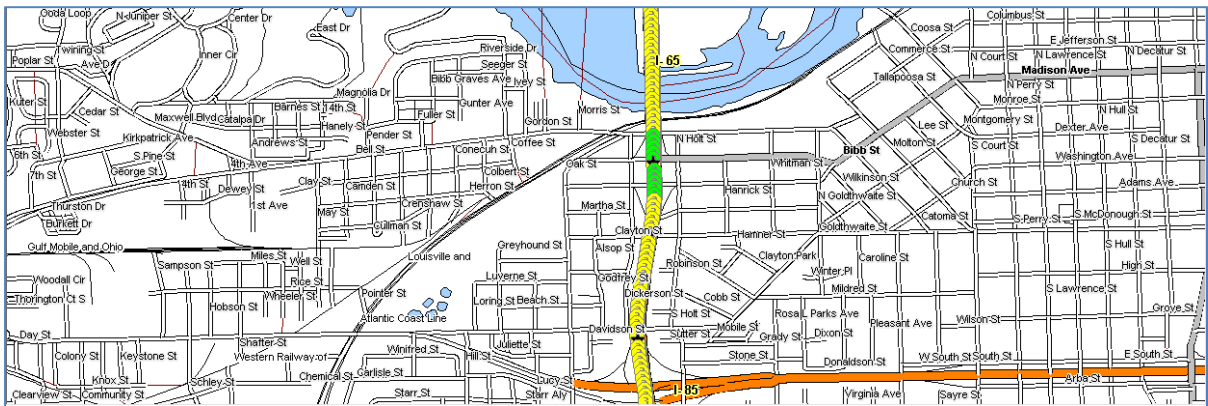 Goda Loop
N Juniper St
Center Dr
East Dr
Twining St
Poplar St
Ave D
Inner Cir
Riverside Dr
Seeger St
Bibb Graves Ave
Ivey St
I- 65
Columbus St
Coosa St
E Jefferson St
Commerce St
N Court St
N Lawrence St
N Decatur St
Madison Ave
Tallapoosa St
N Perry St
Magnolia Dr
Kuter St
Cedar St
Barnes St
14th St
Gunter Ave
Morris St
Monroe St
N Hull St
Maxwell Blvd
Catalpa Dr
Fuller St
Gordon St
Montgomery St
Webster St
Hanely St
Pender St
Lee St
Dexter Ave
Kirkpatrick Ave
Andrews St
Bell St
Coffee St
N Holt St
Molton St
S Court St
S Decatur St
6th St
S Pine St
4th Ave
Conecuh St
Oak St
Whitman St
Bibb St
Washington Ave
7th St
George St
Colbert St
Wilkinson St
14th St
Dewey St
Clay St
Camden St
Herron St
Hanrick St
Church St
Adams Ave
N Goldthwaite St
Thurston Dr
1st Ave
May St
Crenshaw St
Martha St
Catoma St
S Perry St
S McDonough St
Burkett Dr
Cullman St
Clayton St
Hamner St
Goldthwaite St
Gulf Mobile and Ohio
Miles St
Well St
Louisville and
Greyhound St
Alsop St
Clayton Park
Caroline St
S Hull St
Sampson St
Robinson St
High St
Woodall Cir
Rice St
Luverne St
Godfrey St
Winter Pl
Mildred St
S Lawrence St
Thorington Ct S
Hobson St
Wheeler St
Pointer St
Loring St
Beach St
Dickerson St
Cobb St
Grove St
Atlantic Coast Line
S Holt St
Rosa L Parks Ave
Wilson St
Day St
Davidson St
Sutter St
Mobile St
Grady St
Dixon St
Pleasant Ave
Shafter St
Juliette St
Colony St
Keystone St
Western Railway of
Winifred St
Hill St
Stone St
Donaldson St
W South St
South St
E South St
Knox St
Schley St
Chemical St
Carlisle St
Lucy St
I- 85
Arba St
Clearview St
Community St
Starr St
Starr Aly
Virginia Ave
Sayre St